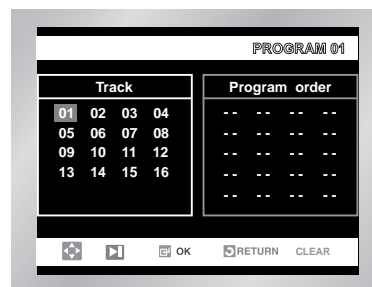 PROGRAM 01
Track
Program order
01 02 03 04
05 06 07 08
09 10 11 12
13 14 15 16
-- -- -- --
-- -- -- --
-- -- -- --
-- -- -- --
-- -- -- --
OK RETURN CLEAR